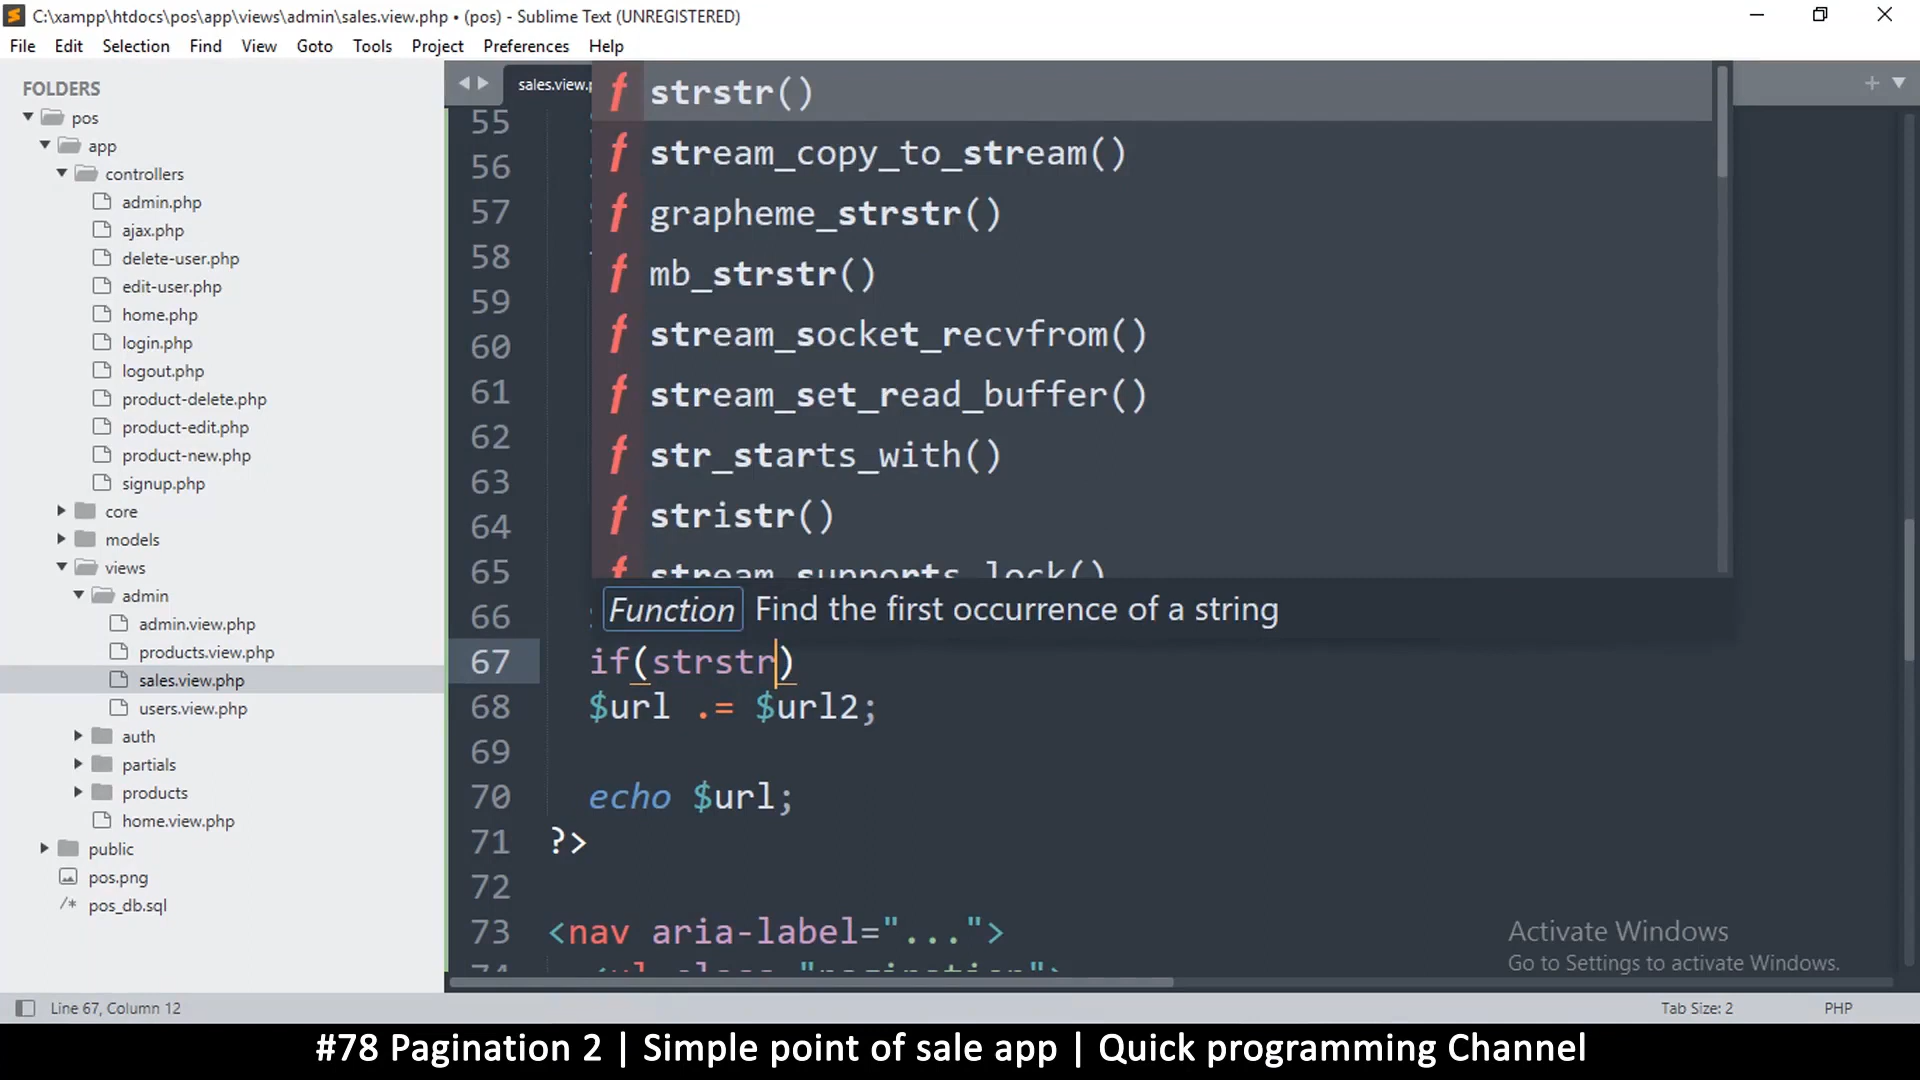 C:\xampp\htdocs\pos\app\views\admin\sales.view.php • (pos) - Sublime Text (UNREGISTERED)
File Edit Selection Find View Goto Tools Project Preferences Help
FOLDERS
pos
app
controllers
admin.php
ajax.php
delete-user.php
edit-user.php
home.php
login.php
logout.php
product-delete.php
product-edit.php
product-new.php
signup.php
core
models
views
admin
admin.view.php
products.view.php
sales.view.php
users.view.php
auth
partials
products
home.view.php
public
pos.png
/* pos_db.sql
sales.view.p
f strstr()
f stream_copy_to_stream()
f grapheme_strstr()
f mb_strstr()
f stream_socket_recvfrom()
f stream_set_read_buffer()
f str_starts_with()
f stristr()
f stream_supports_lock()
Function Find the first occurrence of a string
55
56
57
58
59
60
61
62
63
64
65
66
67 if(strstr)
68 $url .= $url2;
69
70 echo $url;
71 ?>
72
73 <nav aria-label="...">
74 <ul class="pagination">
Activate Windows
Go to Settings to activate Windows.
Line 67, Column 12
Tab Size: 2
PHP
#78 Pagination 2 | Simple point of sale app | Quick programming Channel